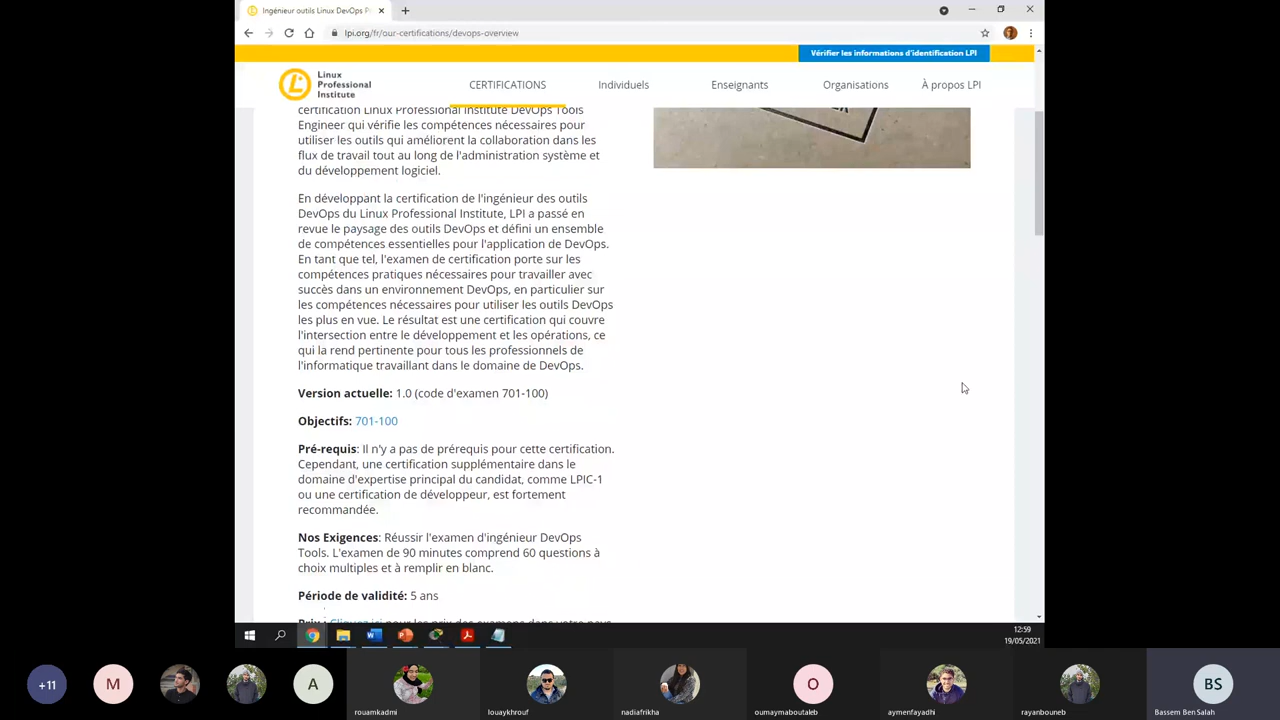 Ingénieur outils Linux DevOps P
lpi.org/fr/our-certifications/devops-overview
Vérifier les informations d'identification LPI
Linux
Professional
Institute
CERTIFICATIONS
Individuels
Enseignants
Organisations
À propos LPI
certification Linux Professional Institute DevOps Tools
Engineer qui vérifie les compétences nécessaires pour
utiliser les outils qui améliorent la collaboration dans les
flux de travail tout au long de l'administration système et
du développement logiciel.
En développant la certification de l'ingénieur des outils
DevOps du Linux Professional Institute, LPI a passé en
revue le paysage des outils DevOps et défini un ensemble
de compétences essentielles pour l'application de DevOps.
En tant que tel, l'examen de certification porte sur les
compétences pratiques nécessaires pour travailler avec
succès dans un environnement DevOps, en particulier sur
les compétences nécessaires pour utiliser les outils DevOps
les plus en vue. Le résultat est une certification qui couvre
l'intersection entre le développement et les opérations, ce
qui la rend pertinente pour tous les professionnels de
l'informatique travaillant dans le domaine de DevOps.
Version actuelle: 1.0 (code d'examen 701-100)
Objectifs: 701-100
Pré-requis: Il n'y a pas de prérequis pour cette certification.
Cependant, une certification supplémentaire dans le
domaine d'expertise principal du candidat, comme LPIC-1
ou une certification de développeur, est fortement
recommandée.
Nos Exigences: Réussir l'examen d'ingénieur DevOps
Tools. L'examen de 90 minutes comprend 60 questions à
choix multiples et à remplir en blanc.
Période de validité: 5 ans
Prix : Cliquez ici pour les prix des examens dans votre pays
12:59
19/05/2021
+11
M
A
O
BS
rouamkadmi
louaykhrouf
nadiafrikha
oumaymaboutaleb
aymenfayadhi
rayanbouneb
Bassem Ben Salah